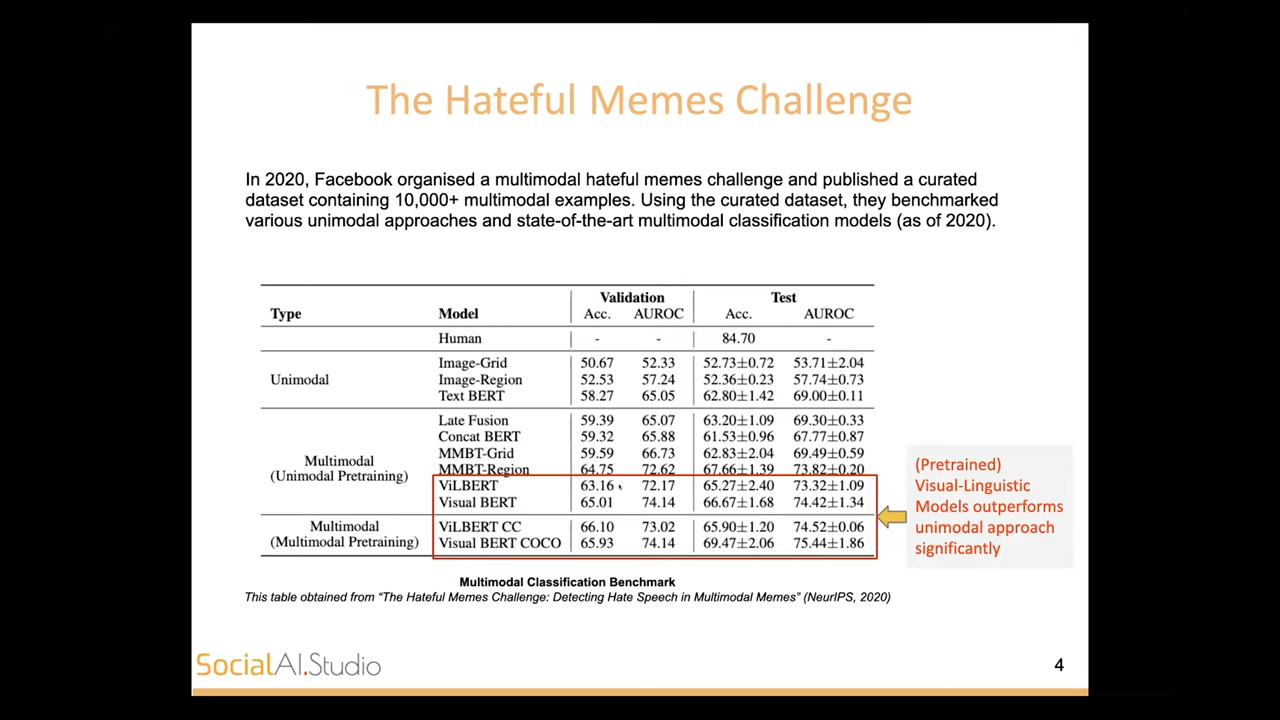 The Hateful Memes Challenge
In 2020, Facebook organised a multimodal hateful memes challenge and published a curated
dataset containing 10,000+ multimodal examples. Using the curated dataset, they benchmarked
various unimodal approaches and state-of-the-art multimodal classification models (as of 2020).
Validation Test
Type Model Acc. AUROC Acc. AUROC
Human - - 84.70 -
Image-Grid 50.67 52.33 52.73±0.72 53.71±2.04
Unimodal Image-Region 52.53 57.24 52.36±0.23 57.74±0.73
Text BERT 58.27 65.05 62.80±1.42 69.00±0.11
Late Fusion 59.39 65.07 63.20±1.09 69.30±0.33
Concat BERT 59.32 65.88 61.53±0.96 67.77±0.87
MMBT-Grid 59.59 66.73 62.83±2.04 69.49±0.59
Multimodal
(Unimodal Pretraining)
MMBT-Region 64.75 72.62 67.66±1.39 73.82±0.20
ViLBERT 63.16 72.17 65.27±2.40 73.32±1.09
Visual BERT 65.01 74.14 66.67±1.68 74.42±1.34
Multimodal ViLBERT CC 66.10 73.02 65.90±1.20 74.52±0.06
(Multimodal Pretraining) Visual BERT COCO 65.93 74.14 69.47±2.06 75.44±1.86
(Pretrained)
Visual-Linguistic
Models outperforms
unimodal approach
significantly
Multimodal Classification Benchmark
This table obtained from “The Hateful Memes Challenge: Detecting Hate Speech in Multimodal Memes” (NeurIPS, 2020)
SocialAI.Studio
4